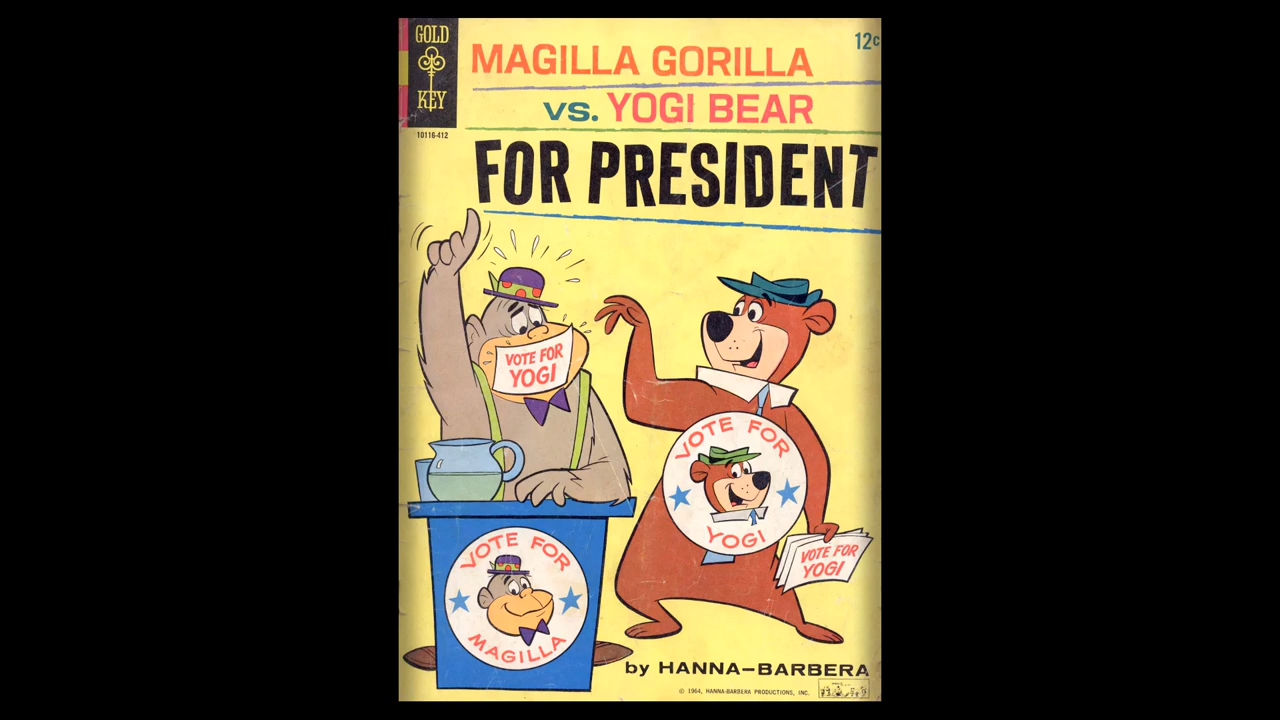 GOLD
KEY
12c
10116-412
MAGILLA GORILLA
VS. YOGI BEAR
FOR PRESIDENT
VOTE FOR
YOGI
VOTE FOR
YOGI
VOTE FOR
YOGI
VOTE FOR
MAGILLA
by HANNA-BARBERA
© 1964, HANNA-BARBERA PRODUCTIONS, INC.